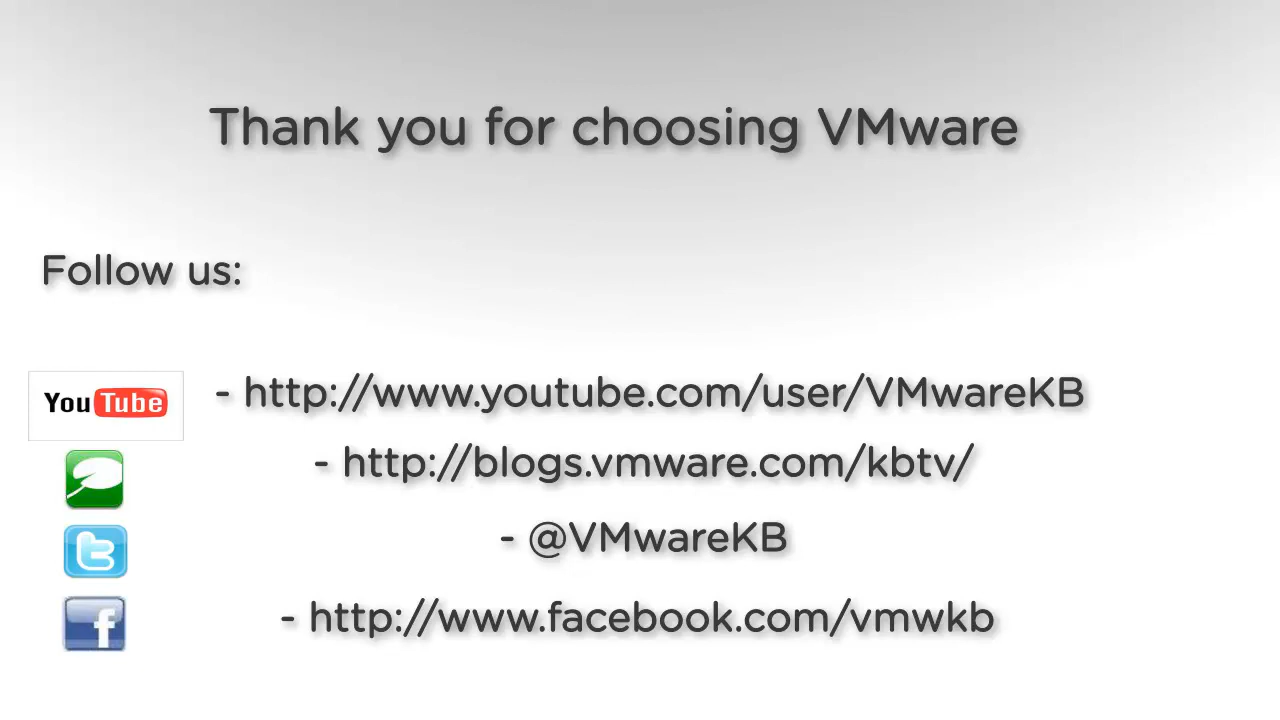 Thank you for choosing VMware
Follow us:
YouTube - http://www.youtube.com/user/VMwareKB
- http://blogs.vmware.com/kbtv/
t - @VMwareKB
f - http://www.facebook.com/vmwkb